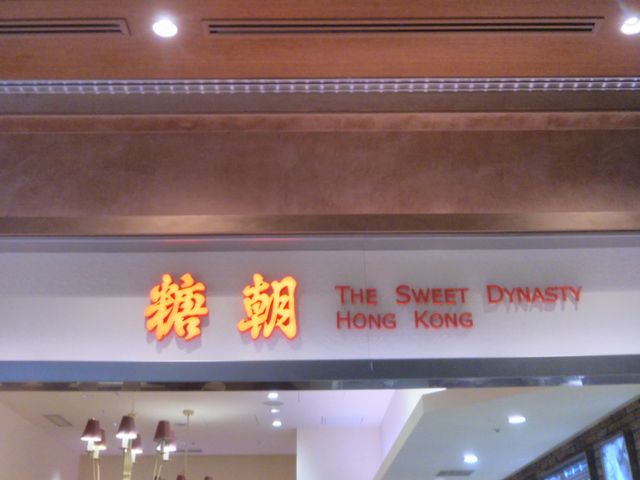 糖朝
THE SWEET DYNASTY
HONG KONG